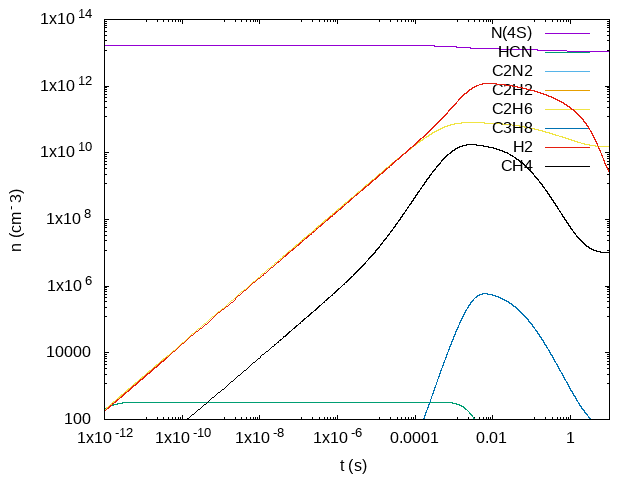 1x10 14
1x10 12
1x10 10
1x10 8
1x10 6
10000
100
n (cm- 3)
1x10 -12
1x10 -10
1x10 -8
1x10 -6
0.0001
0.01
1
t (s)
N(4S)
HCN
C2N2
C2H2
C2H6
C3H8
H2
CH4